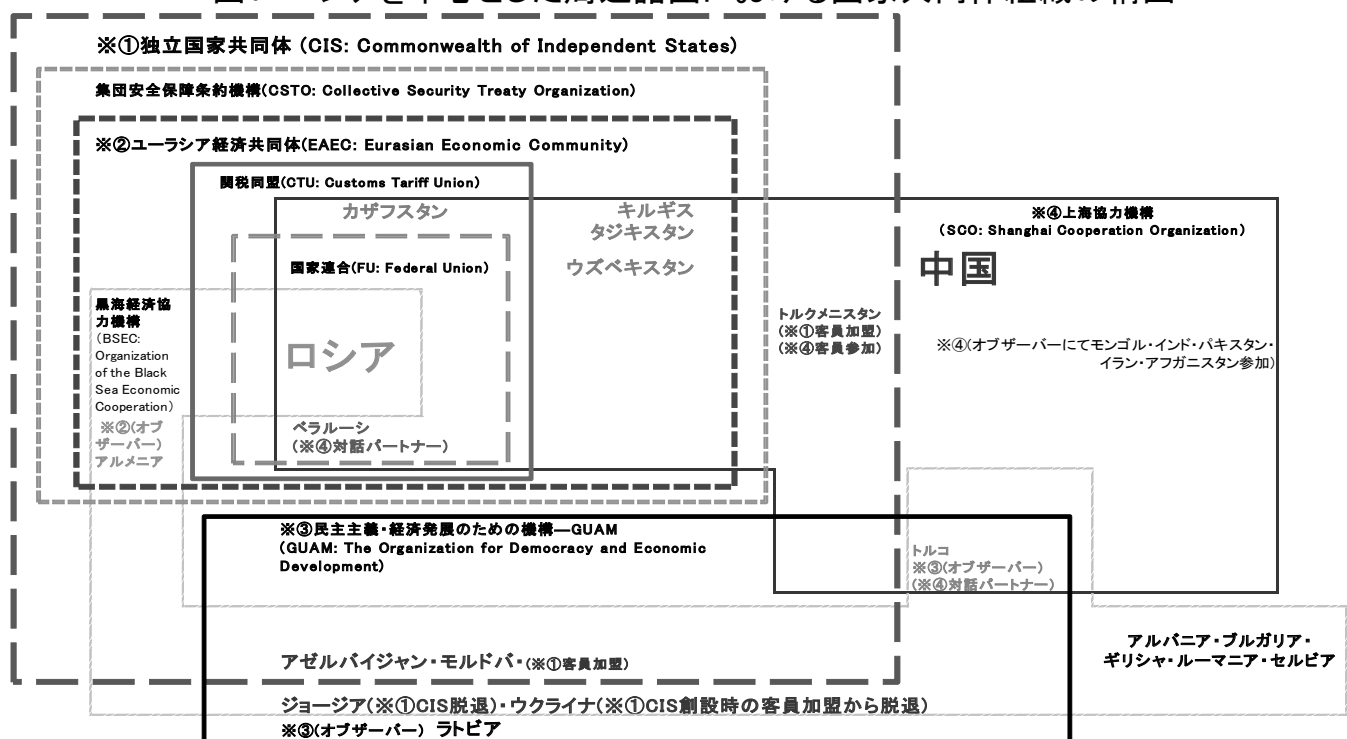 ※①独立国家共同体 (CIS: Commonwealth of Independent States)
集団安全保障条約機構(CSTO: Collective Security Treaty Organization)
※②ユーラシア経済共同体(EAEC: Eurasian Economic Community)
関税同盟(CTU: Customs Tariff Union)
カザフスタン
キルギス
タジキスタン
ウズベキスタン
※④上海協力機構
(SCO: Shanghai Cooperation Organization)
中国
国家連合(FU: Federal Union)
黒海経済協
力機構
(BSEC:
Organization
of the Black
Sea Economic
Cooperation)
※②(オブ
ザーバー)
アルメニア
ロシア
トルクメニスタン
(※①客員加盟)
(※④客員参加)
※④(オブザーバーにてモンゴル・インド・パキスタン・
イラン・アフガニスタン参加)
ベラルーシ
(※④対話パートナー)
※③民主主義・経済発展のための機構―GUAM
(GUAM: The Organization for Democracy and Economic
Development)
トルコ
※③(オブザーバー)
(※④対話パートナー)
アルバニア・ブルガリア・
ギリシャ・ルーマニア・セルビア
アゼルバイジャン・モルドバ・(※①客員加盟)
ジョージア(※①CIS脱退)・ウクライナ(※①CIS創設時の客員加盟から脱退)
※③(オブザーバー) ラトビア